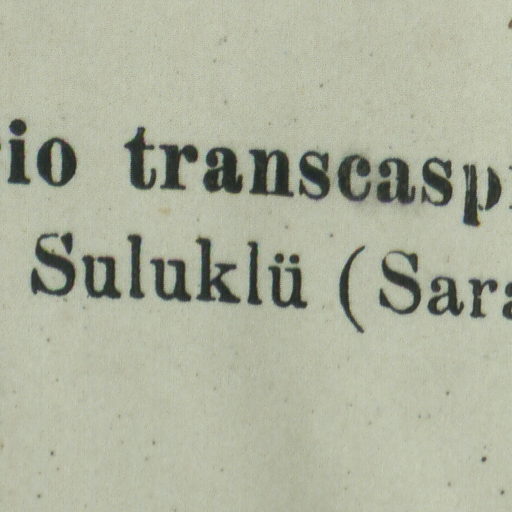 io transcasp
Suluklü (Sara